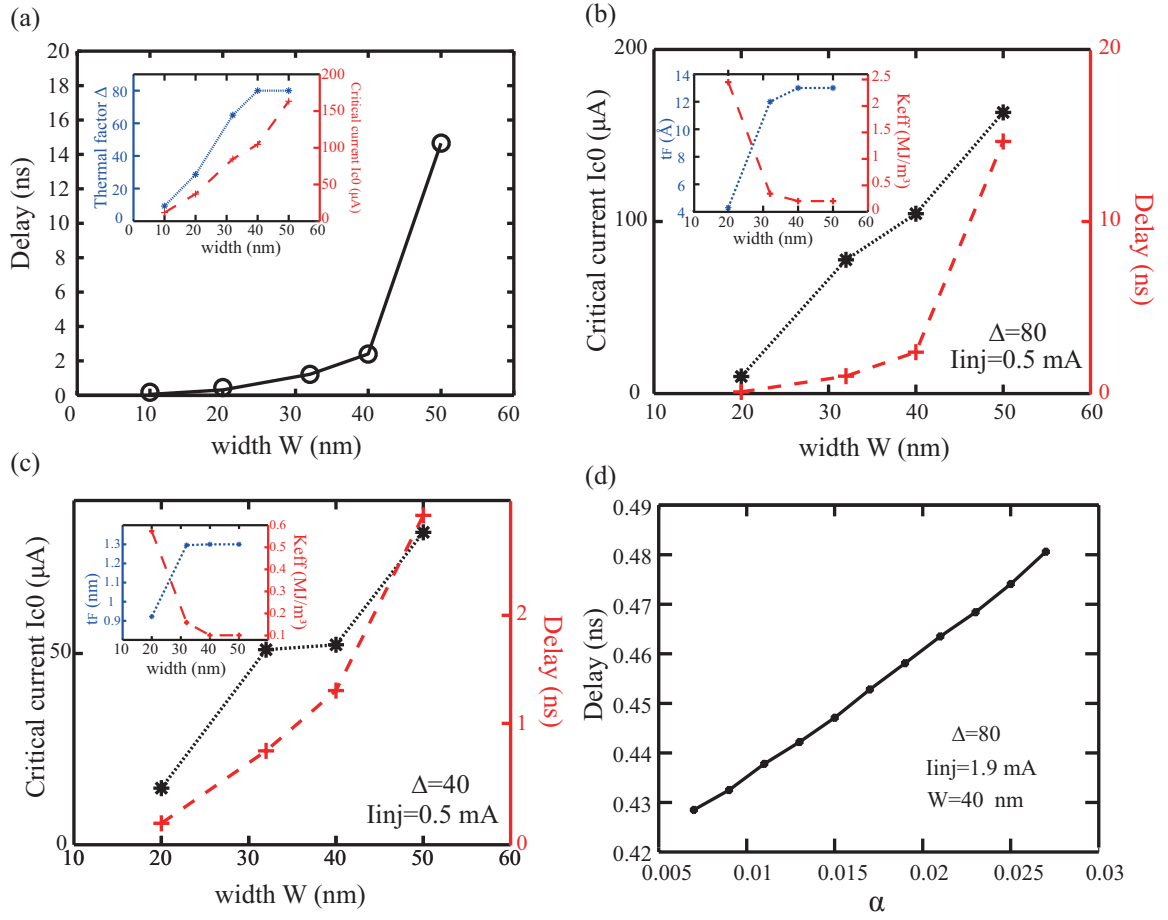 (a)
20
18
16
14
12
10
8
6
4
2
0
Delay (ns)
0 10 20 30 40 50 60
width W (nm)
80
60
40
20
0
Thermal factor Δ
200
150
100
50
0
Critical current Ic0
(μA)
0 10 20 30 40 50 60
width (nm)
(b)
200
100
0
Critical current Ic0 (μA)
20
10
0
Delay (ns)
10 20 30 40 50 60
width W (nm)
Δ=80
Iinj=0.5 mA
14
12
10
8
6
4
tF (Å)
2.5
2
1.5
1
0.5
0
Keff (MJ/m³)
10 20 30 40 50 60
width (nm)
(c)
50
0
Critical current Ic0 (μA)
2
1
0
Delay (ns)
10 20 30 40 50 60
width W (nm)
Δ=40
Iinj=0.5 mA
1.3
1.2
1.1
1
0.9
tF (nm)
0.6
0.5
0.4
0.3
0.2
0.1
Keff (MJ/m³)
10 20 30 40 50 60
width (nm)
(d)
0.49
0.48
0.47
0.46
0.45
0.44
0.43
0.42
Delay (ns)
0.005 0.01 0.015 0.02 0.025 0.03
α
Δ=80
Iinj=1.9 mA
W=40 nm